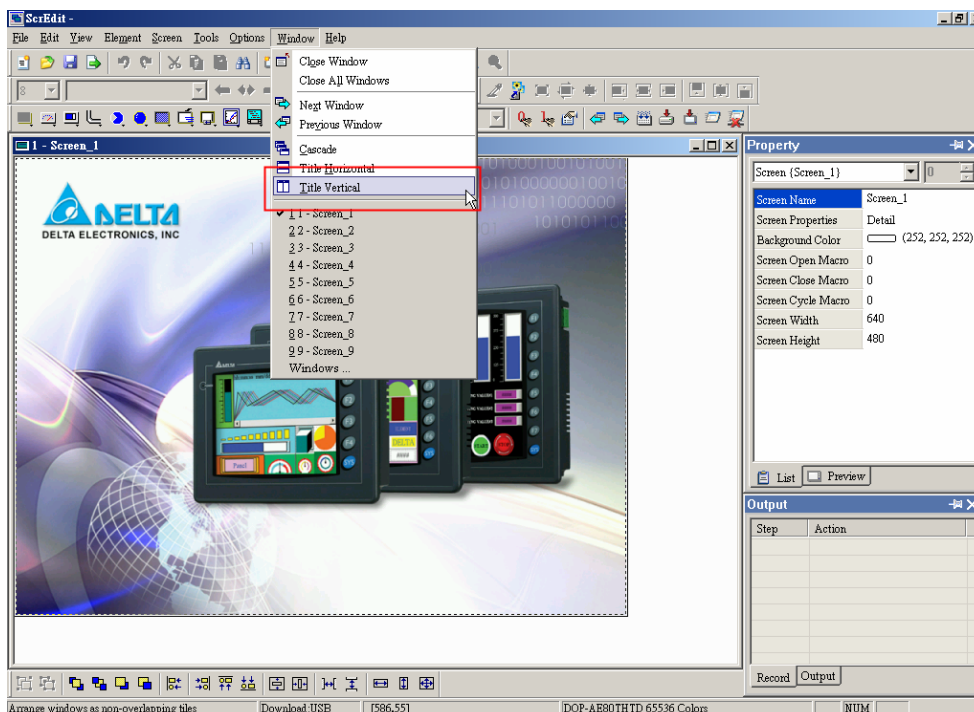 ScrEdit -
File Edit View Element Screen Tools Options Window Help
8
Close Window
Close All Windows
Next Window
Previous Window
Cascade
Title Horizontal
Title Vertical
1 1 - Screen_1
2 2 - Screen_2
3 3 - Screen_3
4 4 - Screen_4
5 5 - Screen_5
6 6 - Screen_6
7 7 - Screen_7
8 8 - Screen_8
9 9 - Screen_9
Windows ...
1 - Screen_1
DELTA
DELTA ELECTRONICS, INC
DELTA
Panel
START
Property
Screen {Screen_1}
0
Screen Name Screen_1
Screen Properties Detail
Background Color (252, 252, 252)
Screen Open Macro 0
Screen Close Macro 0
Screen Cycle Macro 0
Screen Width 640
Screen Height 480
List Preview
Output
Step Action
Record Output
Arrange windows as non-overlapping tiles Download:USB [586,55] DOP-AE80THTD 65536 Colors NUM